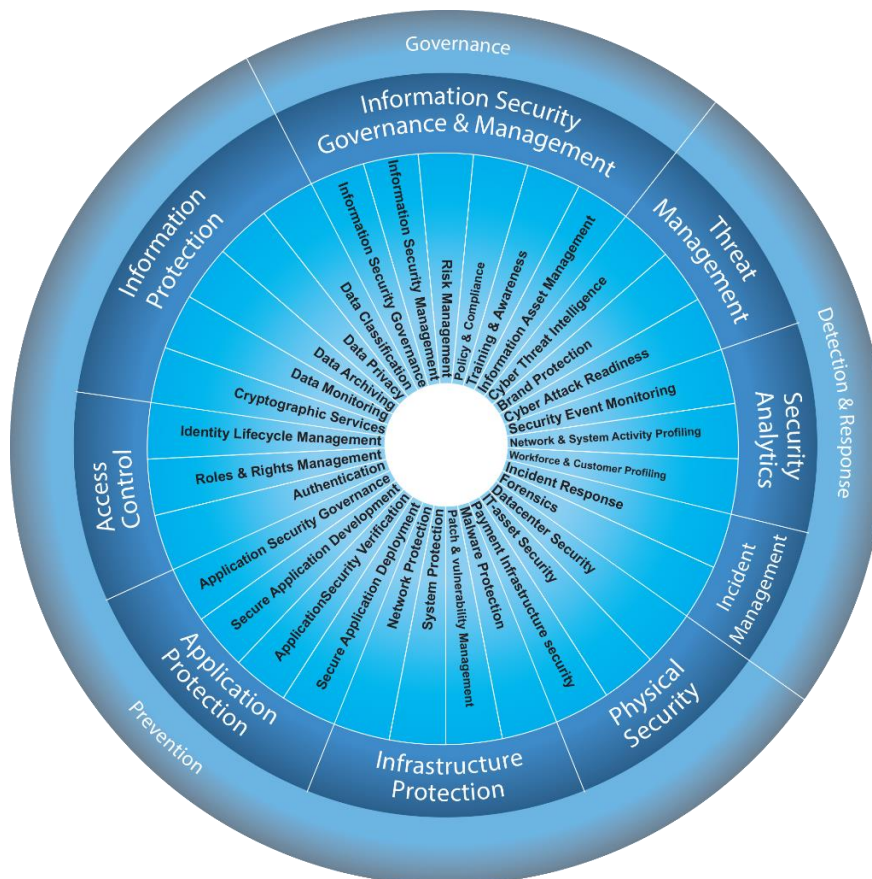 Governance
Detection & Response
Prevention
Information Security
Governance & Management
Threat
Management
Security
Analytics
Incident
Management
Physical
Security
Infrastructure
Protection
Application
Protection
Access
Control
Information
Protection
Information Security Governance
Information Security Management
Risk Management
Policy & Compliance
Training & Awareness
Information Asset Management
Cyber Threat Intelligence
Brand Protection
Cyber Attack Readiness
Security Event Monitoring
Network & System Activity Profiling
Workforce & Customer Profiling
Incident Response
Forensics
Datacenter Security
IT-asset Security
Payment Infrastructure security
Malware Protection
Patch & vulnerability Management
System Protection
Network Protection
Secure Application Deployment
ApplicationSecurity Verification
Secure Application Development
Application Security Governance
Authentication
Roles & Rights Management
Identity Lifecycle Management
Cryptographic Services
Data Monitoring
Data Archiving
Data Privacy
Data Classification